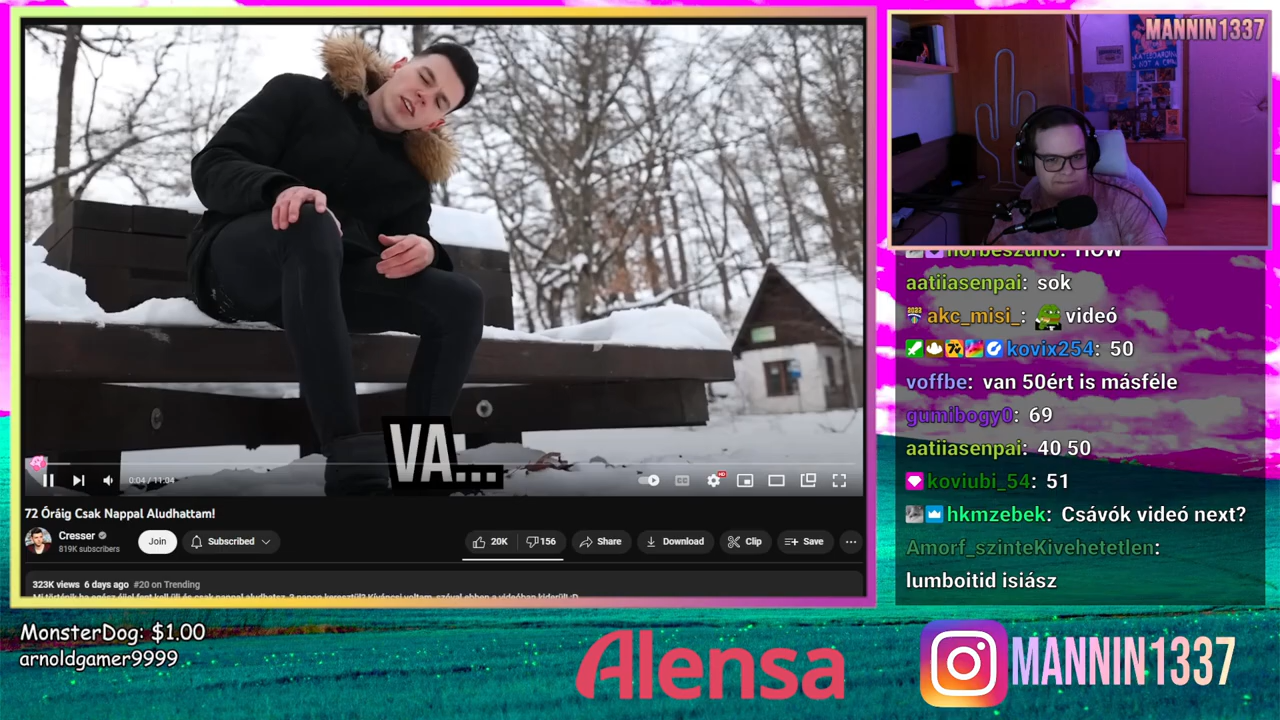 MANNIN1337
VA...
0:04 / 11:04
HD
72 Óráig Csak Nappal Aludhattam!
Cresser
819K subscribers
Join
Subscribed
20K
156
Share
Download
Clip
Save
323K views 6 days ago #20 on Trending
HOW
aatiiasenpai: sok
akc_misi_: videó
kovix254: 50
voffbe: van 50ért is másféle
gumibogy0: 69
aatiiasenpai: 40 50
koviubi_54: 51
hkmzebek: Csávók videó next?
Amorf_szinteKivehetetlen:
lumboitid isiász
MonsterDog: $1.00
arnoldgamer9999
Alensa
MANNIN1337